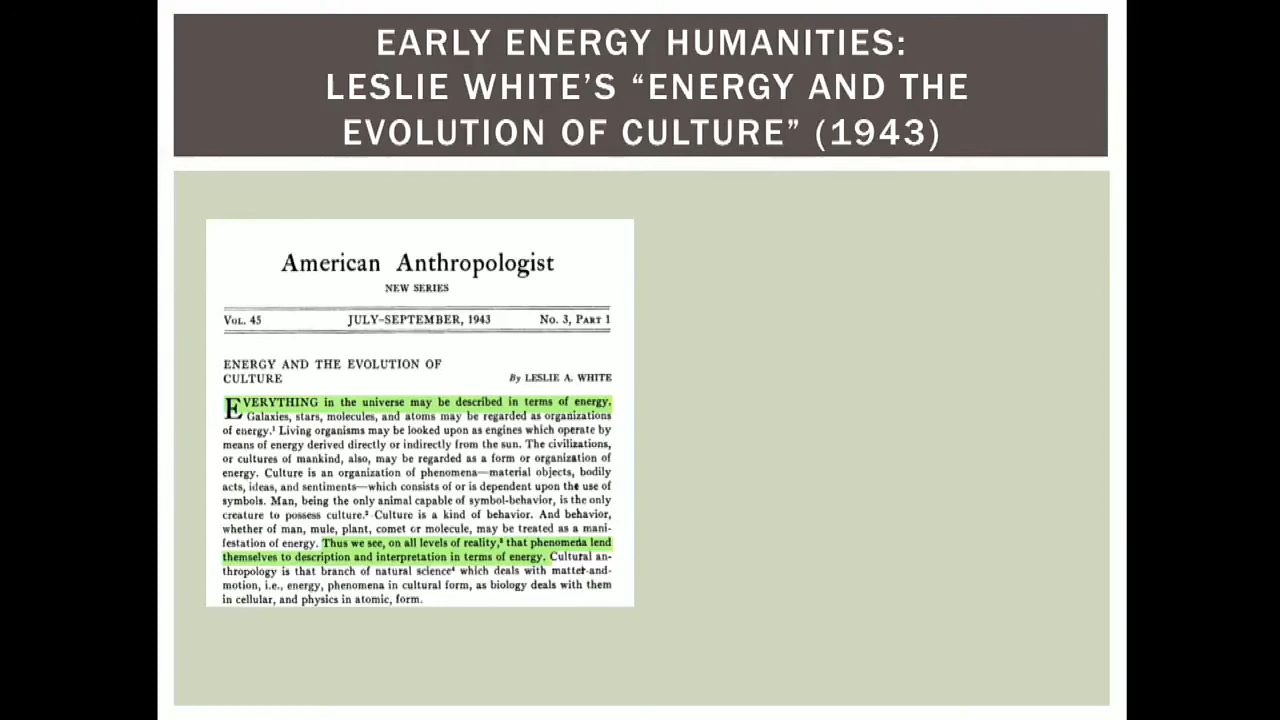 EARLY ENERGY HUMANITIES:
LESLIE WHITE’S “ENERGY AND THE
EVOLUTION OF CULTURE” (1943)
American Anthropologist
NEW SERIES
VOL. 45 JULY–SEPTEMBER, 1943 No. 3, PART 1
ENERGY AND THE EVOLUTION OF
CULTURE By LESLIE A. WHITE
EVERYTHING in the universe may be described in terms of energy.
Galaxies, stars, molecules, and atoms may be regarded as organizations
of energy.¹ Living organisms may be looked upon as engines which operate by
means of energy derived directly or indirectly from the sun. The civilizations,
or cultures of mankind, also, may be regarded as a form or organization of
energy. Culture is an organization of phenomena—material objects, bodily
acts, ideas, and sentiments—which consists of or is dependent upon the use of
symbols. Man, being the only animal capable of symbol-behavior, is the only
creature to possess culture.² Culture is a kind of behavior. And behavior,
whether of man, mule, plant, comet or molecule, may be treated as a mani-
festation of energy. Thus we see, on all levels of reality,³ that phenomena lend
themselves to description and interpretation in terms of energy. Cultural an-
thropology is that branch of natural science⁴ which deals with matter-and-
motion, i.e., energy, phenomena in cultural form, as biology deals with them
in cellular, and physics in atomic, form.